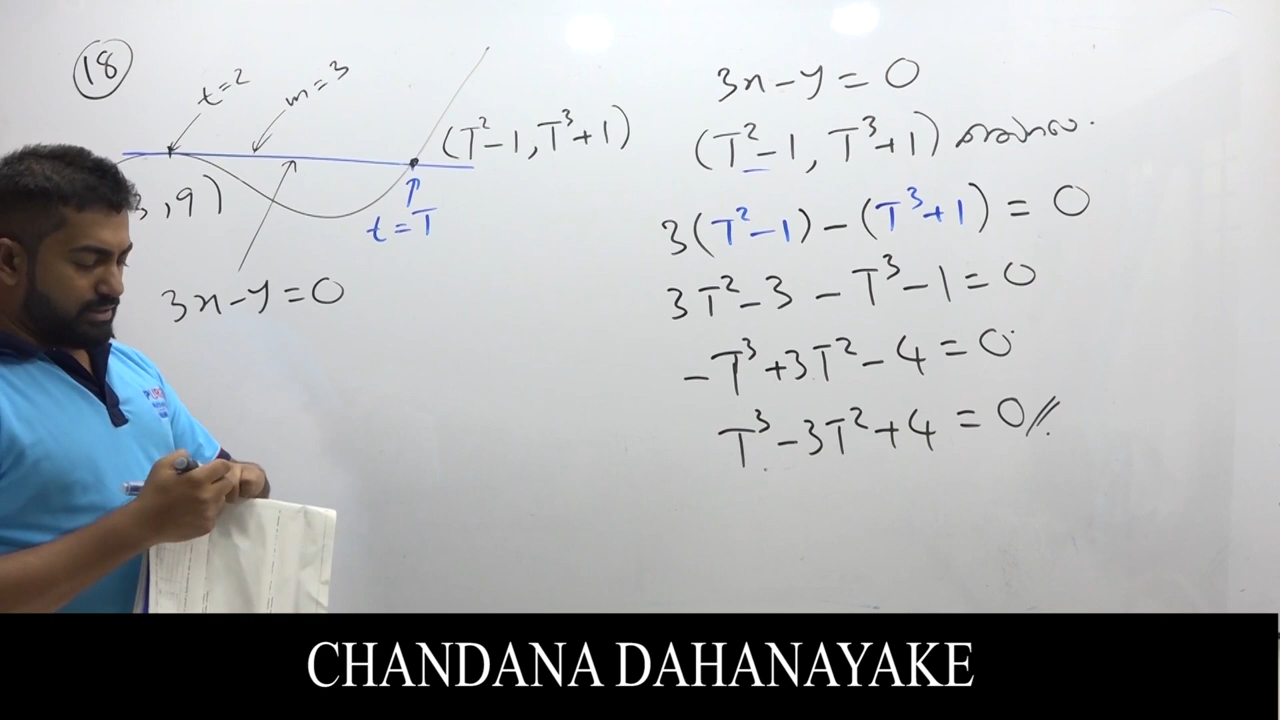 18
t=2
m=3
(T²-1, T³+1)
3, 9)
t=T
3x-y=0
3x-y=0
(T²-1, T³+1)
3(T²-1)-(T³+1)=0
3T²-3-T³-1=0
-T³+3T²-4=0
T³-3T²+4=0//.
CHANDANA DAHANAYAKE